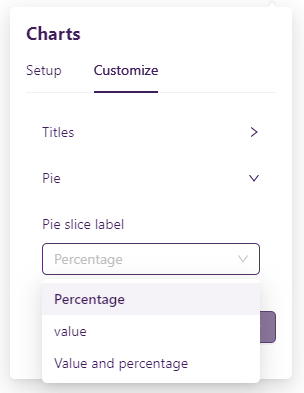 Charts
Setup Customize
Titles
Pie
Pie slice label
Percentage
Percentage
value
Value and percentage